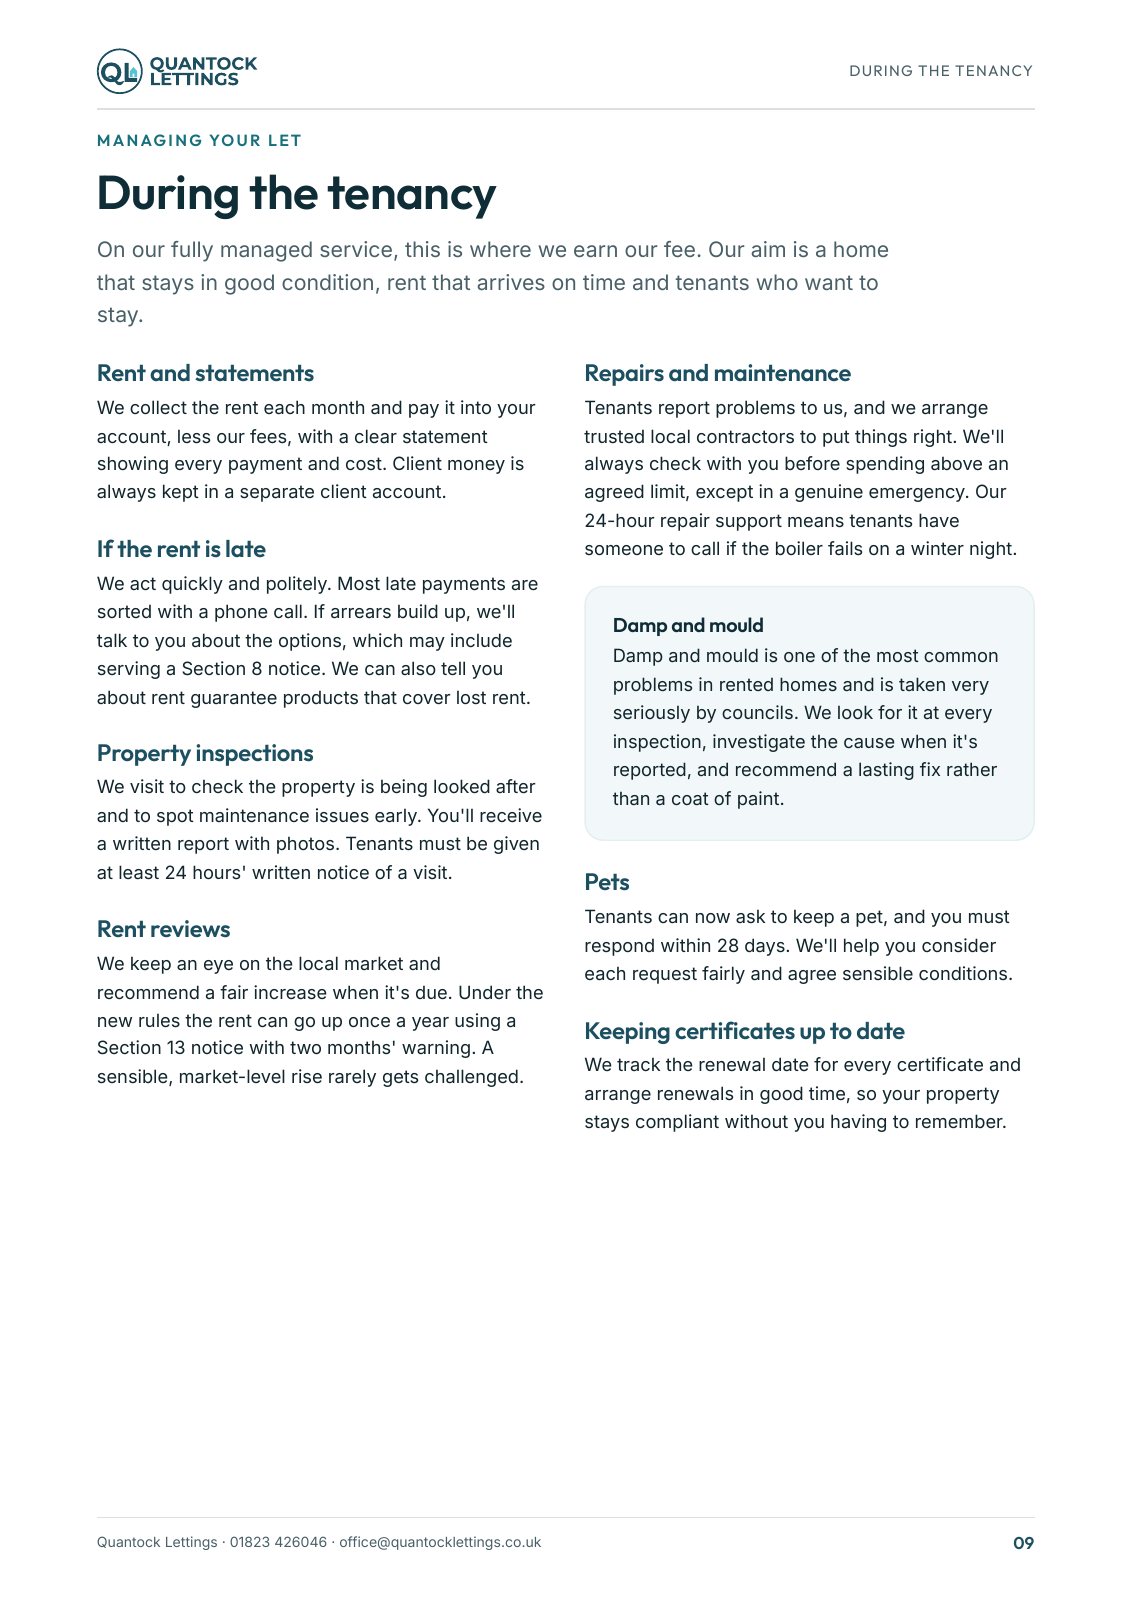 QL QUANTOCK
LETTINGS
DURING THE TENANCY
MANAGING YOUR LET
During the tenancy
On our fully managed service, this is where we earn our fee. Our aim is a home
that stays in good condition, rent that arrives on time and tenants who want to
stay.
Rent and statements
We collect the rent each month and pay it into your
account, less our fees, with a clear statement
showing every payment and cost. Client money is
always kept in a separate client account.
If the rent is late
We act quickly and politely. Most late payments are
sorted with a phone call. If arrears build up, we'll
talk to you about the options, which may include
serving a Section 8 notice. We can also tell you
about rent guarantee products that cover lost rent.
Property inspections
We visit to check the property is being looked after
and to spot maintenance issues early. You'll receive
a written report with photos. Tenants must be given
at least 24 hours' written notice of a visit.
Rent reviews
We keep an eye on the local market and
recommend a fair increase when it's due. Under the
new rules the rent can go up once a year using a
Section 13 notice with two months' warning. A
sensible, market-level rise rarely gets challenged.
Repairs and maintenance
Tenants report problems to us, and we arrange
trusted local contractors to put things right. We'll
always check with you before spending above an
agreed limit, except in a genuine emergency. Our
24-hour repair support means tenants have
someone to call if the boiler fails on a winter night.
Damp and mould
Damp and mould is one of the most common
problems in rented homes and is taken very
seriously by councils. We look for it at every
inspection, investigate the cause when it's
reported, and recommend a lasting fix rather
than a coat of paint.
Pets
Tenants can now ask to keep a pet, and you must
respond within 28 days. We'll help you consider
each request fairly and agree sensible conditions.
Keeping certificates up to date
We track the renewal date for every certificate and
arrange renewals in good time, so your property
stays compliant without you having to remember.
Quantock Lettings · 01823 426046 · office@quantocklettings.co.uk
09